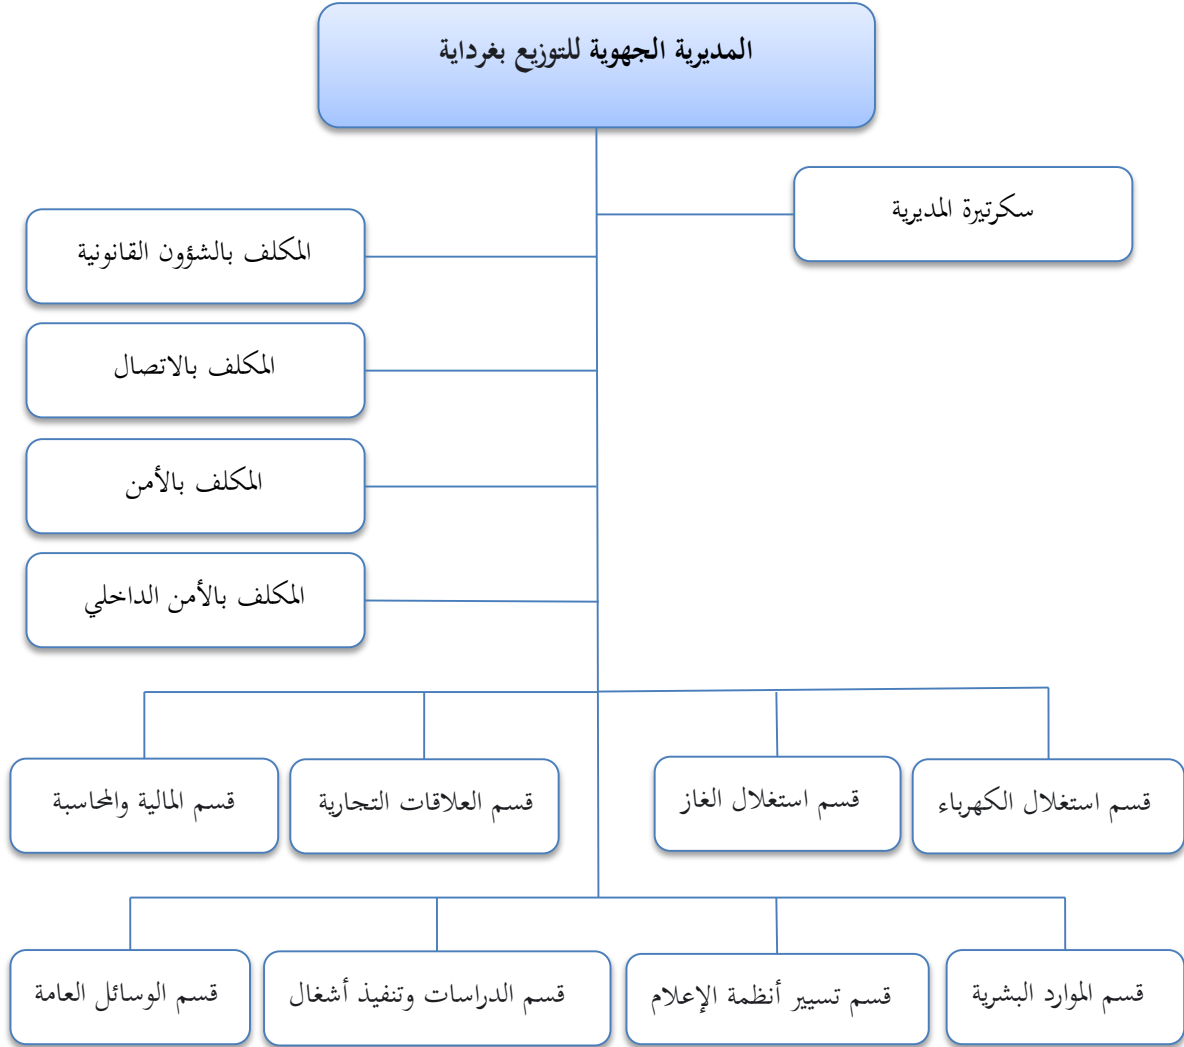 المديرية الجهوية للتوزيع بغرداية
سكرتيرة المديرية
المكلف بالشؤون القانونية
المكلف بالاتصال
المكلف بالأمن
المكلف بالأمن الداخلي
قسم استغلال الكهرباء
قسم استغلال الغاز
قسم العلاقات التجارية
قسم المالية والمحاسبة
قسم الموارد البشرية
قسم تسيير أنظمة الإعلام
قسم الدراسات وتنفيذ أشغال
قسم الوسائل العامة